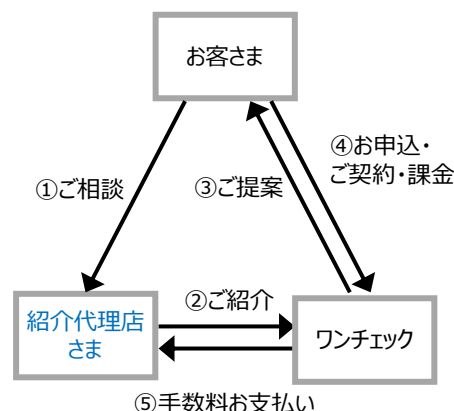 お客さま
④お申込・
ご契約・課金
①ご相談
③ご提案
②ご紹介
紹介代理店
さま
ワンチェック
⑤手数料お支払い